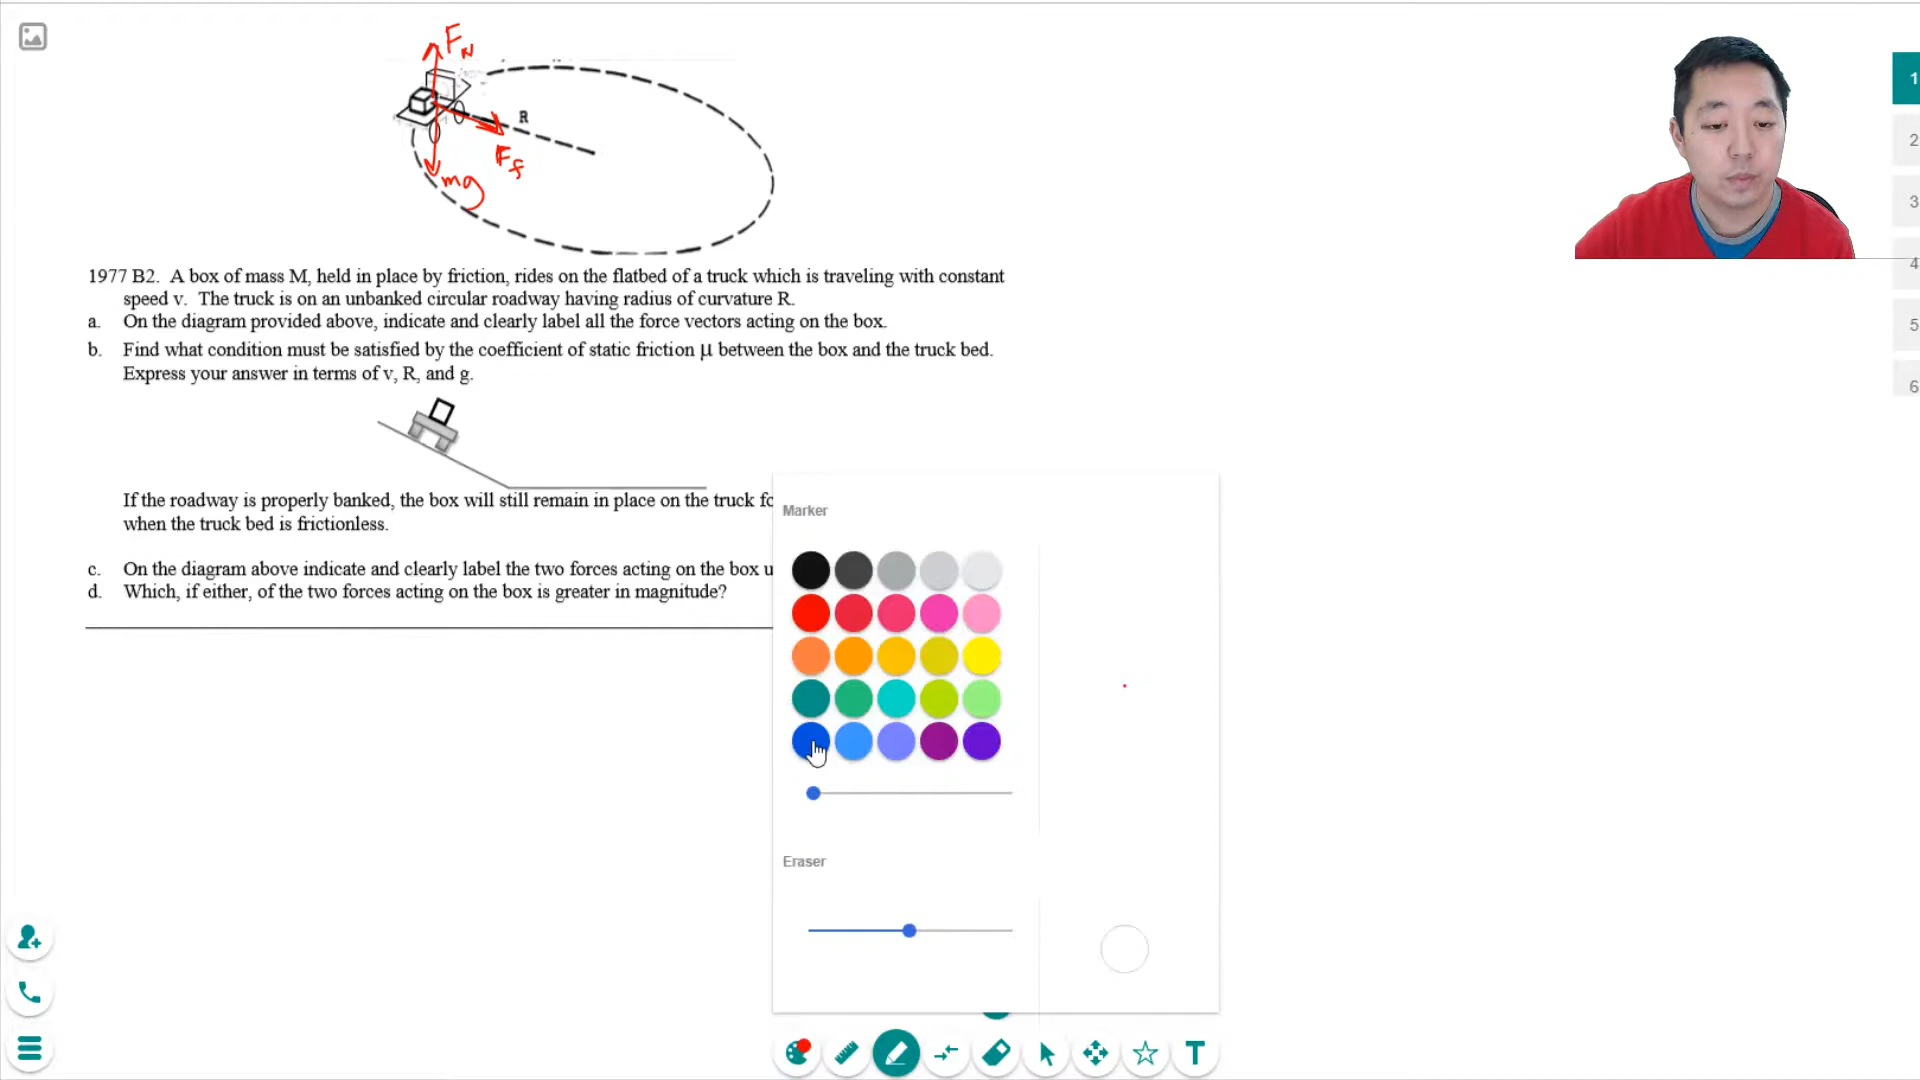 F_N
R
F_f
mg
1977 B2. A box of mass M, held in place by friction, rides on the flatbed of a truck which is traveling with constant
speed v. The truck is on an unbanked circular roadway having radius of curvature R.
a. On the diagram provided above, indicate and clearly label all the force vectors acting on the box.
b. Find what condition must be satisfied by the coefficient of static friction μ between the box and the truck bed.
Express your answer in terms of v, R, and g.
If the roadway is properly banked, the box will still remain in place on the truck
when the truck bed is frictionless.
c. On the diagram above indicate and clearly label the two forces acting on the box
d. Which, if either, of the two forces acting on the box is greater in magnitude?
Marker
Eraser
T
1
2
3
4
5
6